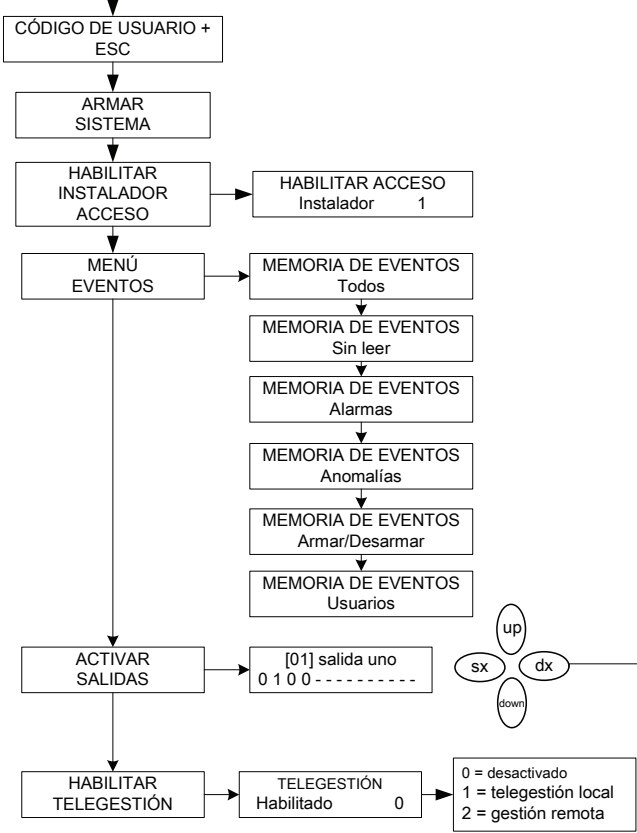 CÓDIGO DE USUARIO +
ESC
ARMAR
SISTEMA
HABILITAR
INSTALADOR
ACCESO
HABILITAR ACCESO
Instalador 1
MENÚ
EVENTOS
MEMORIA DE EVENTOS
Todos
MEMORIA DE EVENTOS
Sin leer
MEMORIA DE EVENTOS
Alarmas
MEMORIA DE EVENTOS
Anomalías
MEMORIA DE EVENTOS
Armar/Desarmar
MEMORIA DE EVENTOS
Usuarios
ACTIVAR
SALIDAS
[01] salida uno
0 1 0 0 - - - - - - - - - -
up
sx
dx
down
HABILITAR
TELEGESTIÓN
TELEGESTIÓN
Habilitado 0
0 = desactivado
1 = telegestión local
2 = gestión remota